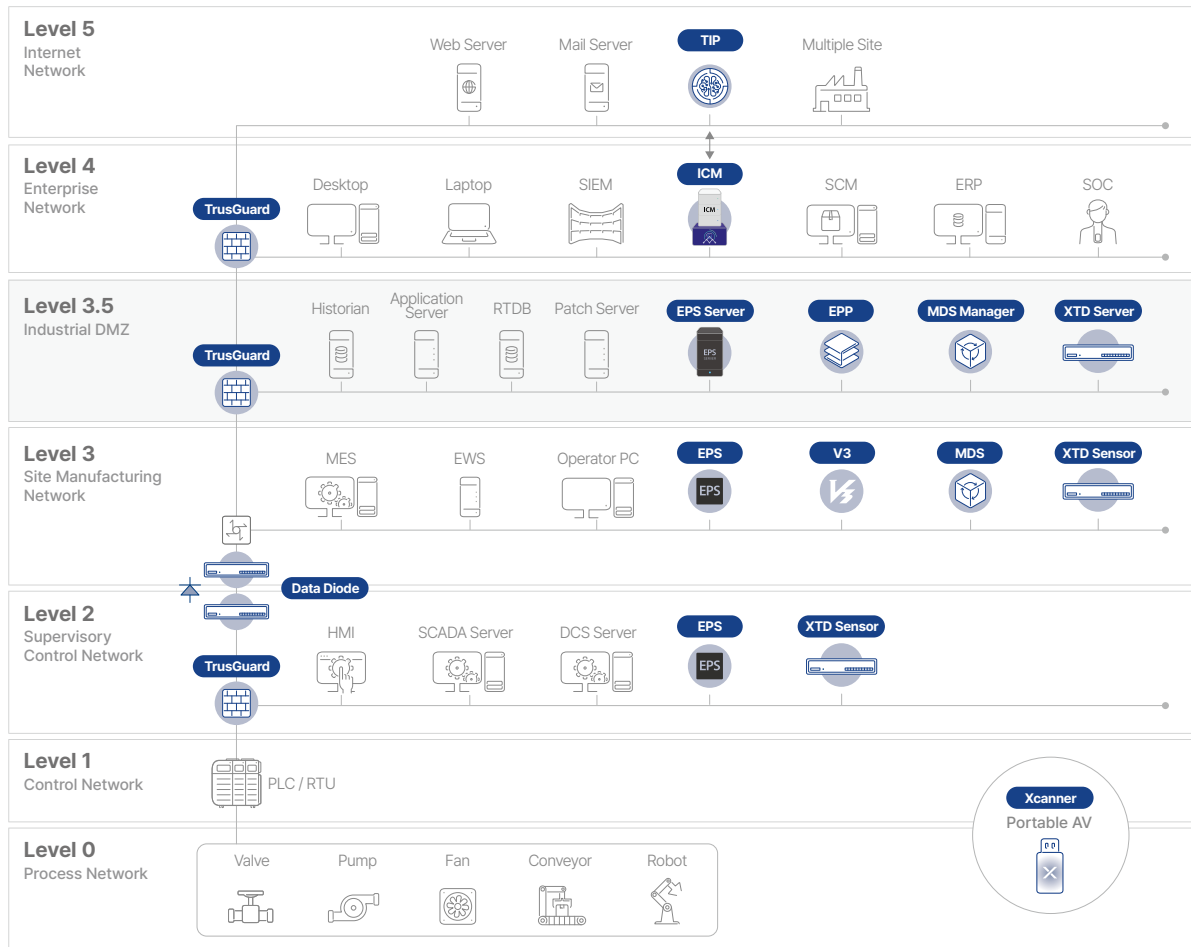 Level 5
Internet
Network
Web Server
Mail Server
TIP
Multiple Site
Level 4
Enterprise
Network
TrusGuard
Desktop
Laptop
SIEM
ICM
ICM
SCM
ERP
SOC
Level 3.5
Industrial DMZ
TrusGuard
Historian
Application
Server
RTDB
Patch Server
EPS Server
EPS
SERVER
EPP
MDS Manager
XTD Server
Level 3
Site Manufacturing
Network
MES
EWS
Operator PC
EPS
EPS
V3
V3
MDS
XTD Sensor
Data Diode
Level 2
Supervisory
Control Network
TrusGuard
HMI
SCADA Server
DCS Server
EPS
EPS
XTD Sensor
Level 1
Control Network
PLC / RTU
Xcanner
Portable AV
X
Level 0
Process Network
Valve
Pump
Fan
Conveyor
Robot